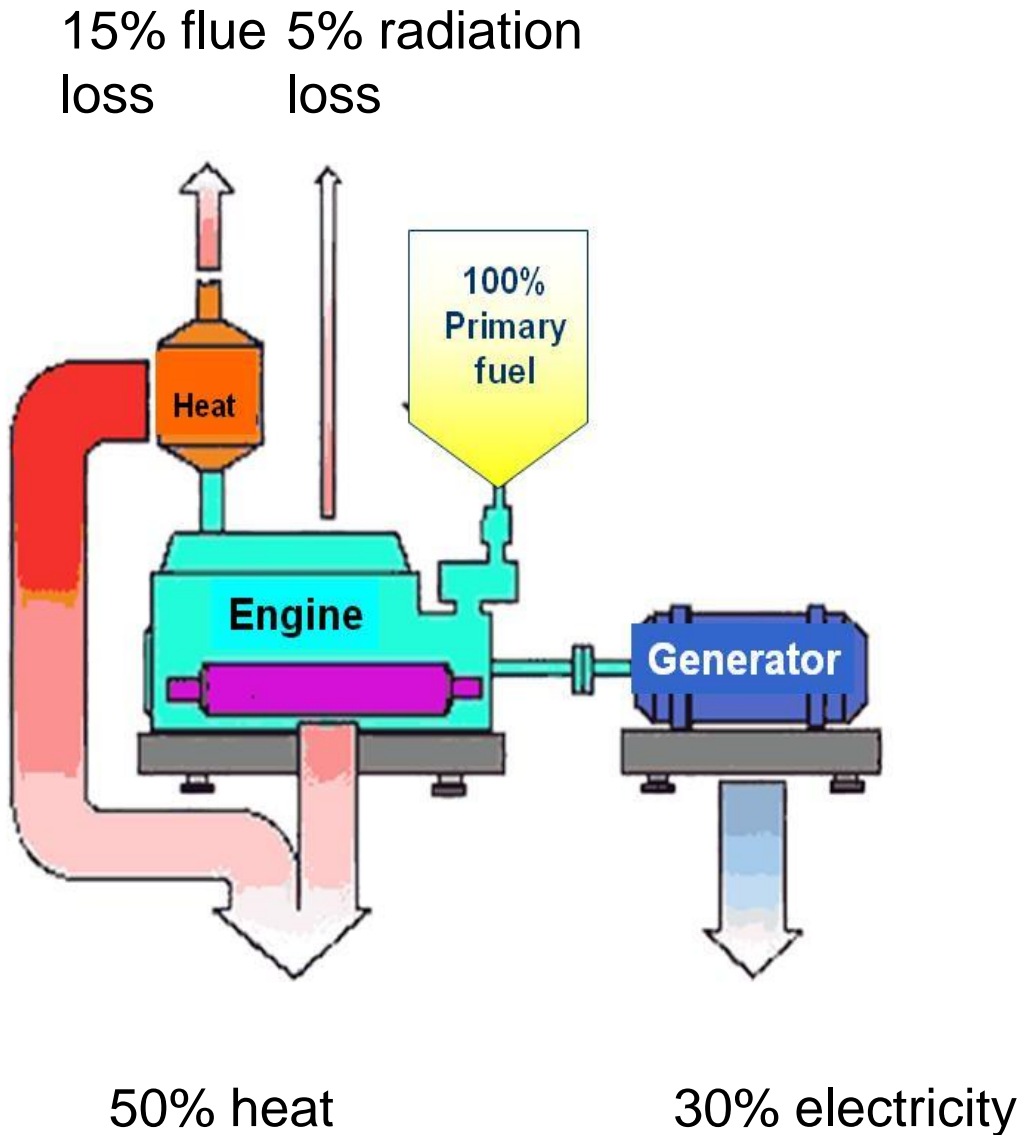 15% flue
loss
5% radiation
loss
100%
Primary
fuel
Heat
Engine
Generator
50% heat
30% electricity